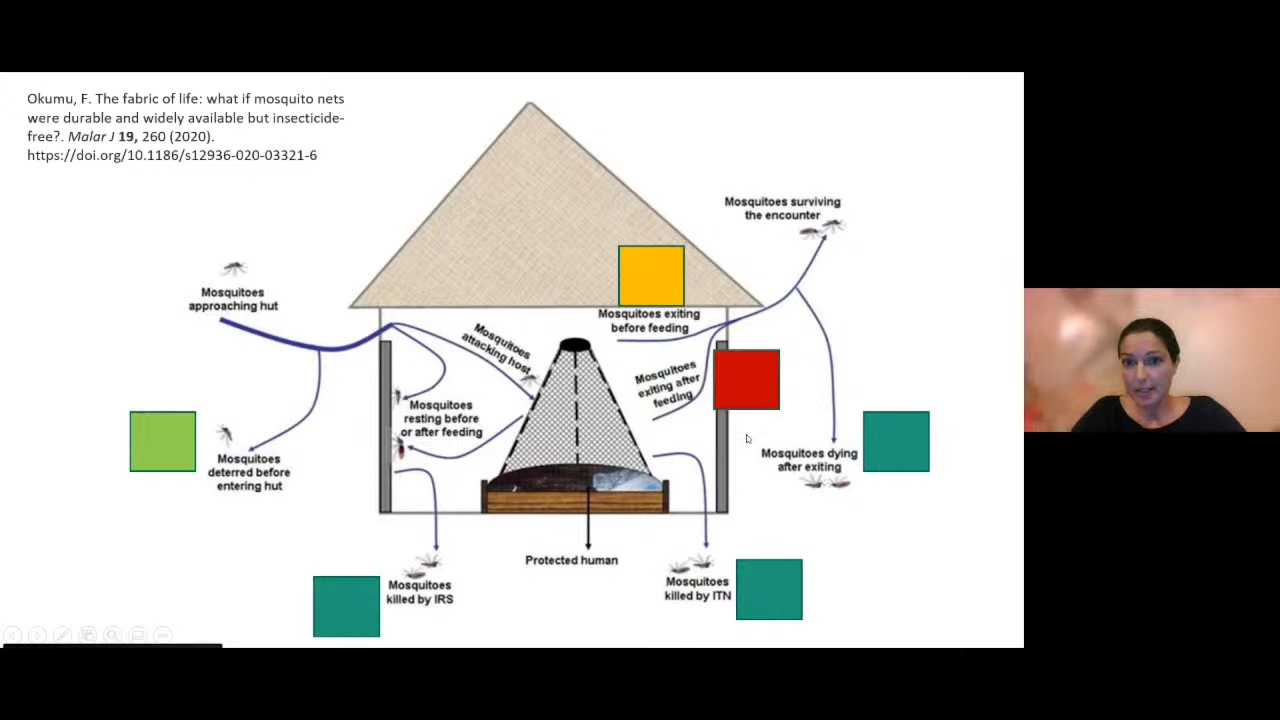 Okumu, F. The fabric of life: what if mosquito nets
were durable and widely available but insecticide-
free?. Malar J 19, 260 (2020).
https://doi.org/10.1186/s12936-020-03321-6
Mosquitoes surviving
the encounter
Mosquitoes
approaching hut
Mosquitoes exiting
before feeding
Mosquitoes
attacking host
Mosquitoes
exiting after
feeding
Mosquitoes
resting before
or after feeding
Mosquitoes
deterred before
entering hut
Mosquitoes dying
after exiting
Protected human
Mosquitoes
killed by IRS
Mosquitoes
killed by ITN